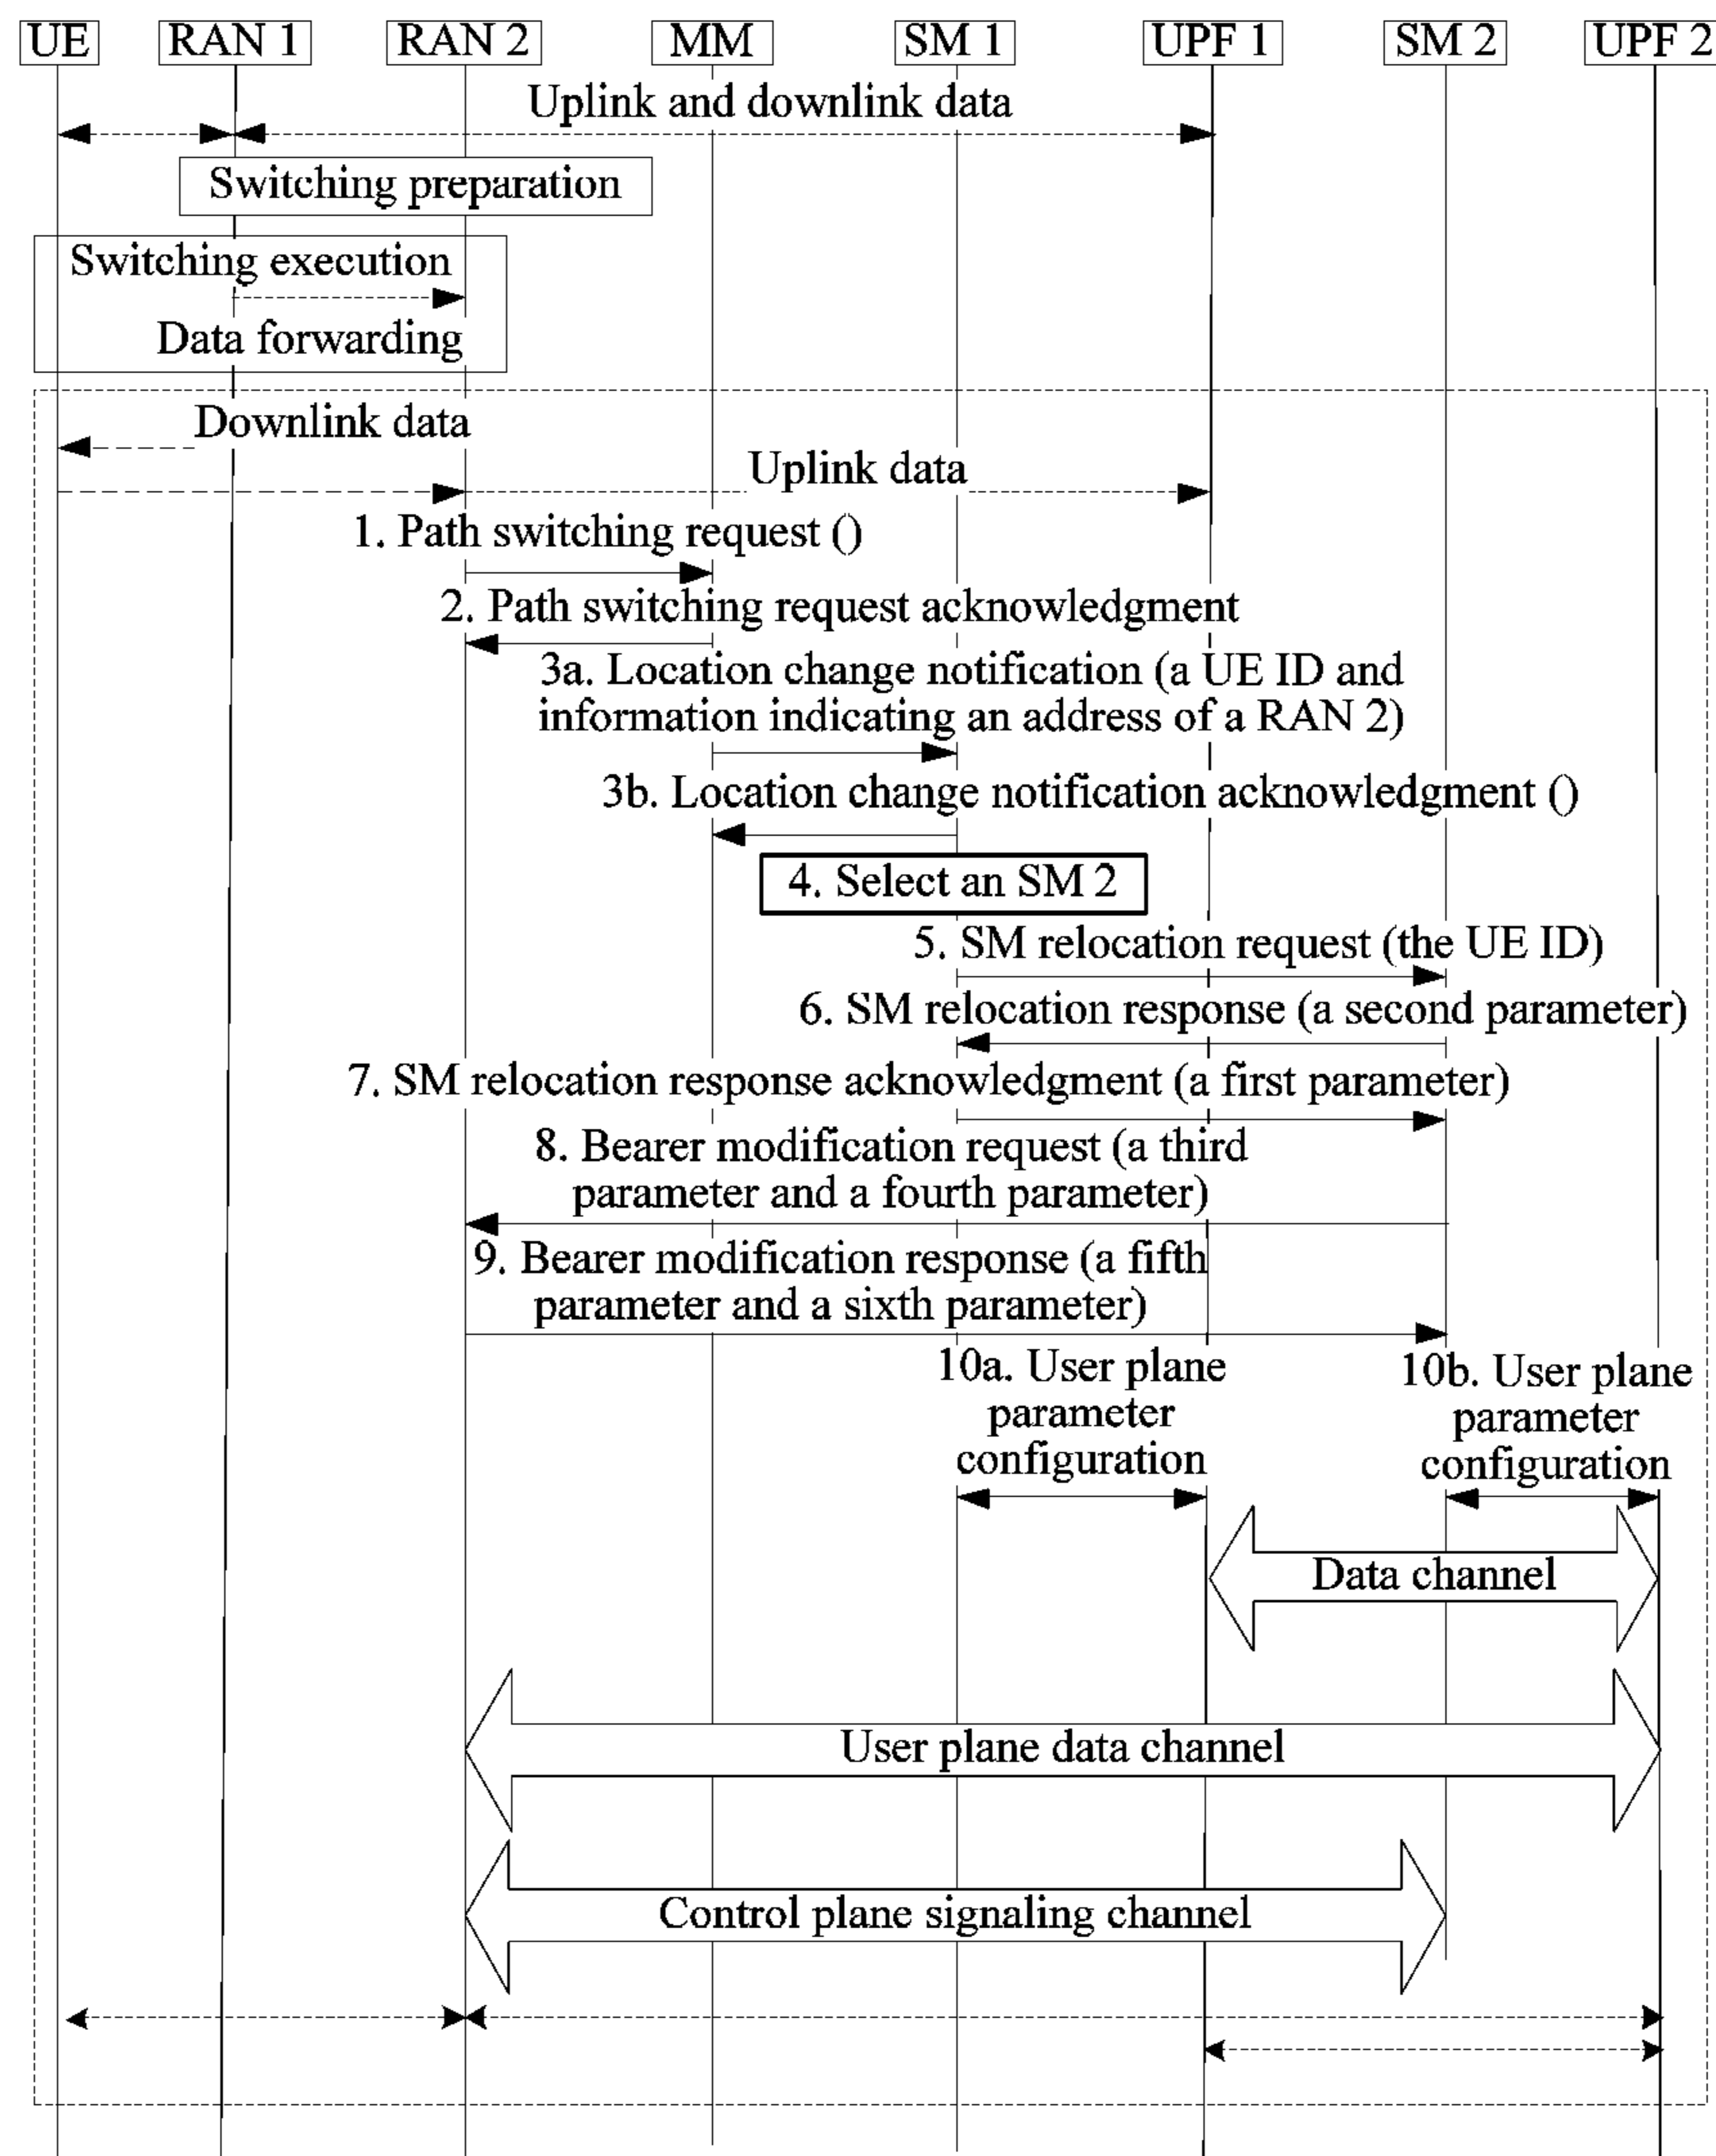 UE
RAN 1
RAN 2
MM
SM 1
UPF 1
SM 2
UPF 2
Uplink and downlink data
Switching preparation
Switching execution
Data forwarding
Downlink data
Uplink data
1. Path switching request ()
2. Path switching request acknowledgment
3a. Location change notification (a UE ID and
information indicating an address of a RAN 2)
3b. Location change notification acknowledgment ()
4. Select an SM 2
5. SM relocation request (the UE ID)
6. SM relocation response (a second parameter)
7. SM relocation response acknowledgment (a first parameter)
8. Bearer modification request (a third
parameter and a fourth parameter)
9. Bearer modification response (a fifth
parameter and a sixth parameter)
10a. User plane
parameter
configuration
10b. User plane
parameter
configuration
Data channel
User plane data channel
Control plane signaling channel